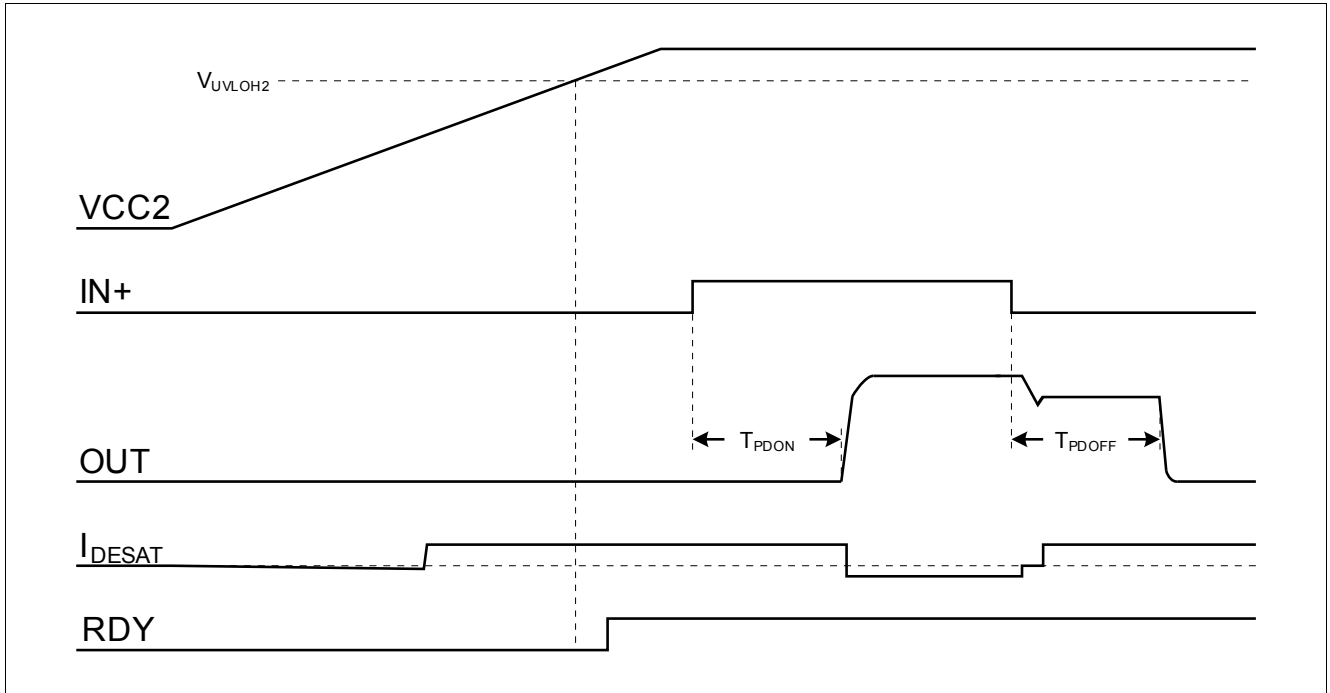 VUVLOH2
VCC2
IN+
TPDON
TPDOFF
OUT
IDESAT
RDY